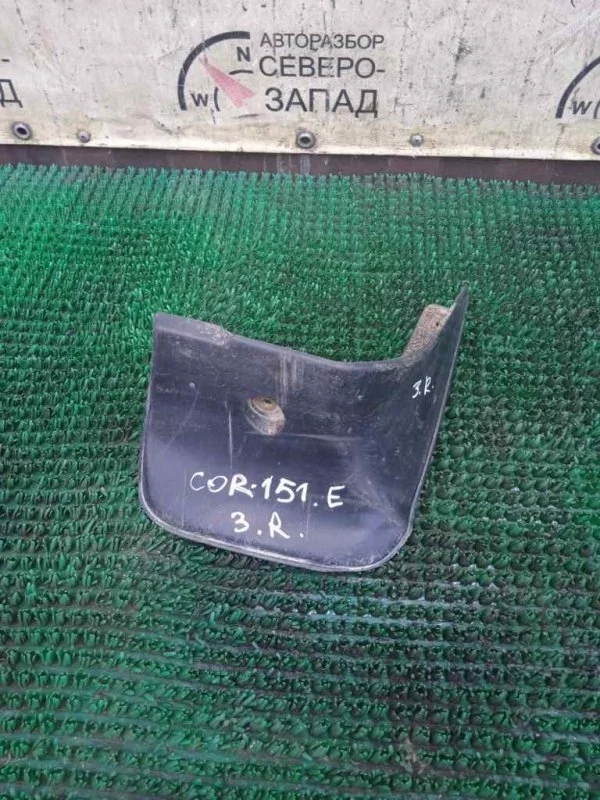 АВТОРАЗБОР
N СЕВЕРО-
W ЗАПАД
Д
W
3.R.
COR.151.E
3.R.